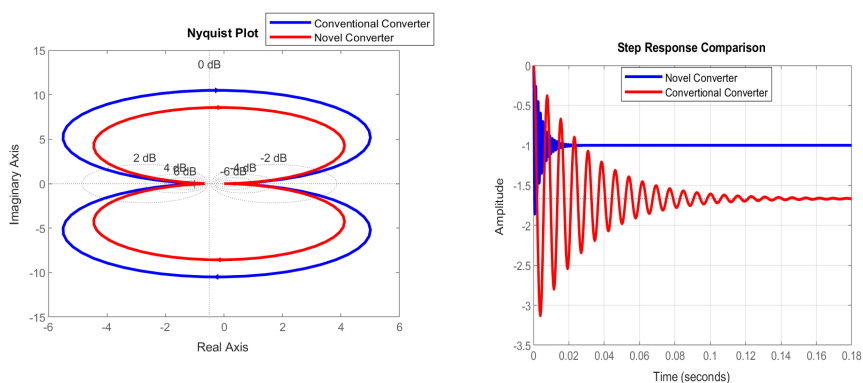 Nyquist Plot
Conventional Converter
Novel Converter
15
10
5
0
-5
-10
-15
0 dB
2 dB
-2 dB
4 dB
-4 dB
6 dB
-6 dB
-6
-4
-2
0
2
4
6
Imaginary Axis
Real Axis
Step Response Comparison
Novel Converter
Conventional Converter
0
-0.5
-1
-1.5
-2
-2.5
-3
-3.5
0
0.02
0.04
0.06
0.08
0.1
0.12
0.14
0.16
0.18
Amplitude
Time (seconds)